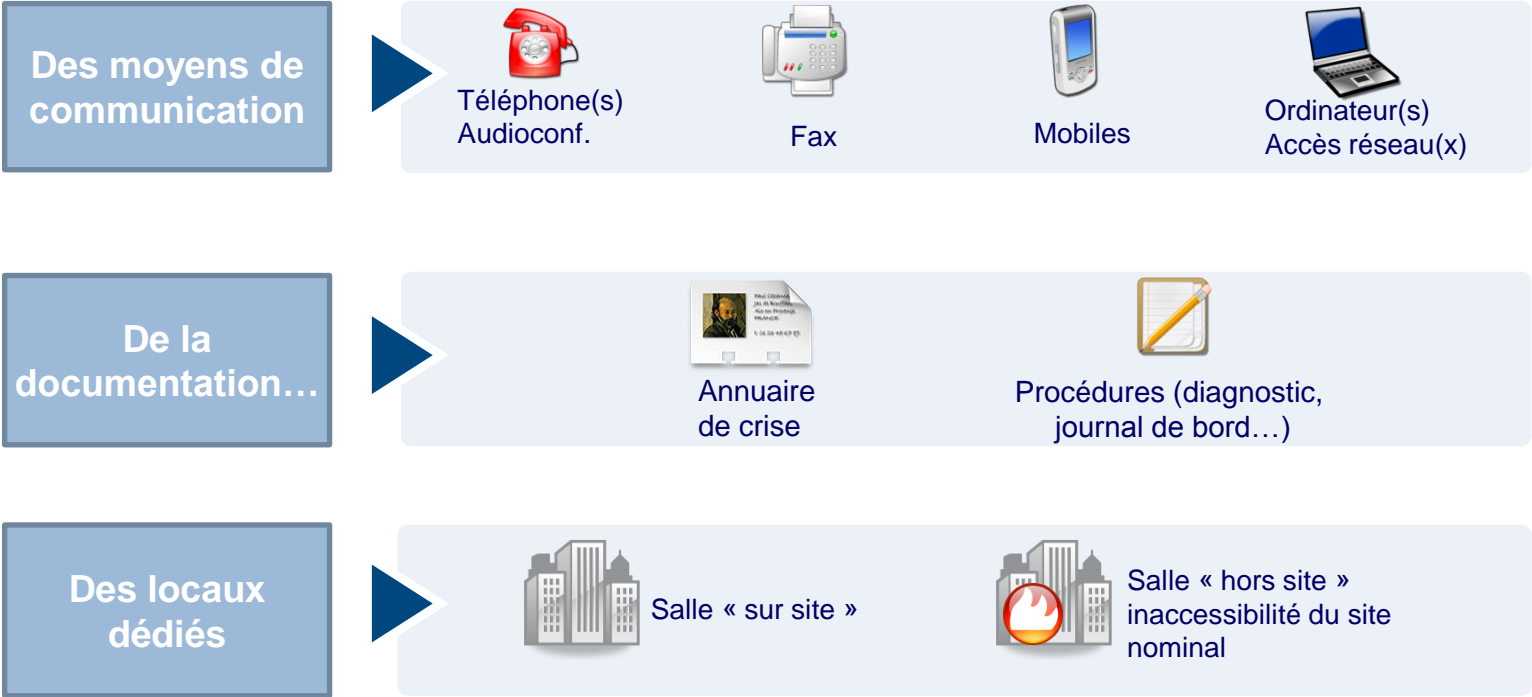 Des moyens de
communication
Téléphone(s)
Audioconf.
Fax
Mobiles
Ordinateur(s)
Accès réseau(x)
De la
documentation…
Annuaire
de crise
Procédures (diagnostic,
journal de bord…)
Des locaux
dédiés
Salle « sur site »
Salle « hors site »
inaccessibilité du site
nominal